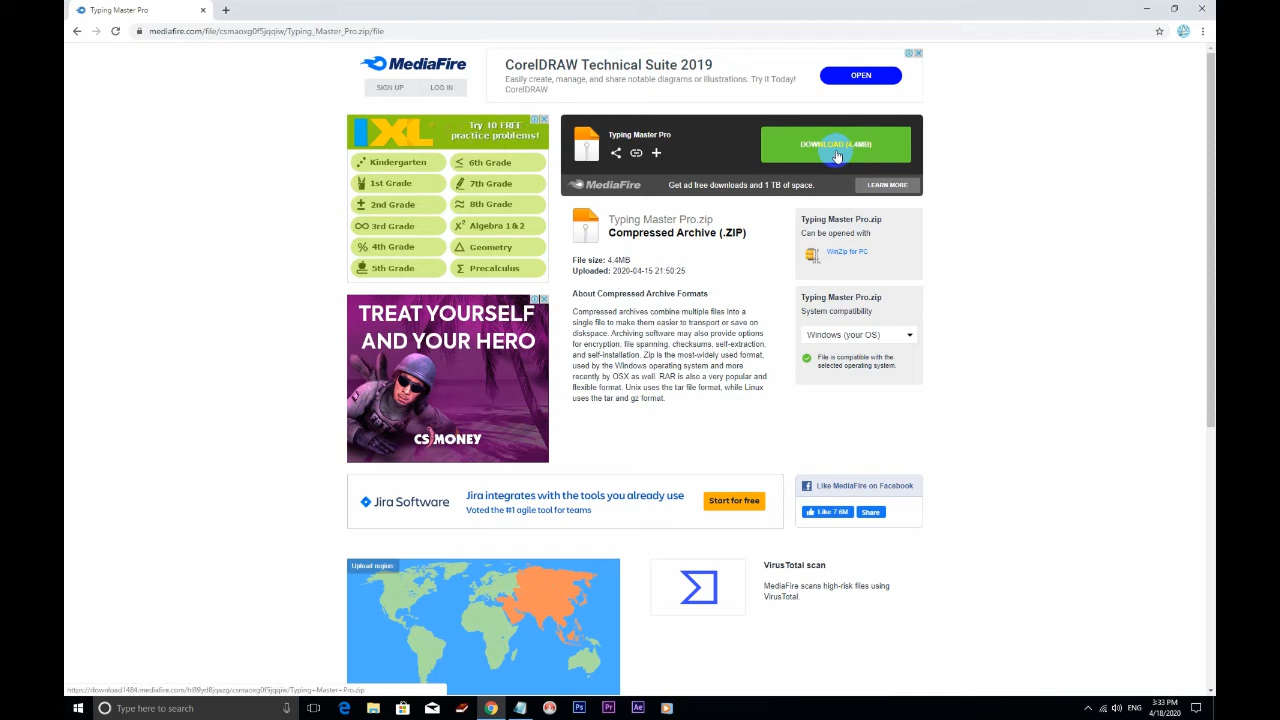 Typing Master Pro
mediafire.com/file/csmaoxg0f5jqqiw/Typing_Master_Pro.zip/file
MediaFire
SIGN UP
LOG IN
CorelDRAW Technical Suite 2019
Easily create, manage, and share notable diagrams or illustrations. Try it Today!
CorelDRAW
OPEN
IXL
Try 10 FREE
practice problems!
Kindergarten
6th Grade
1st Grade
7th Grade
2nd Grade
8th Grade
3rd Grade
Algebra 1&2
4th Grade
Geometry
5th Grade
Precalculus
Typing Master Pro
DOWNLOAD (4.4MB)
MediaFire
Get ad free downloads and 1 TB of space.
LEARN MORE
Typing Master Pro.zip
Compressed Archive (.ZIP)
File size: 4.4MB
Uploaded: 2020-04-15 21:50:25
About Compressed Archive Formats
Compressed archives combine multiple files into a
single file to make them easier to transport or save on
diskspace. Archiving software may also provide options
for encryption, file spanning, checksums, self-extraction,
and self-installation. Zip is the most-widely used format,
used by the Windows operating system and more
recently by OSX as well. RAR is also a very popular and
flexible format. Unix uses the tar file format, while Linux
uses the tar and gz format.
Typing Master Pro.zip
Can be opened with
WinZip for PC
Typing Master Pro.zip
System compatibility
Windows (your OS)
File is compatible with the
selected operating system.
TREAT YOURSELF
AND YOUR HERO
CS MONEY
Jira Software
Jira integrates with the tools you already use
Voted the #1 agile tool for teams
Start for free
Like MediaFire on Facebook
Like 7.6M
Share
Upload region
VirusTotal scan
MediaFire scans high-risk files using
VirusTotal.
Type here to search
Ps
Pr
Ae
ENG
3:33 PM
4/18/2020